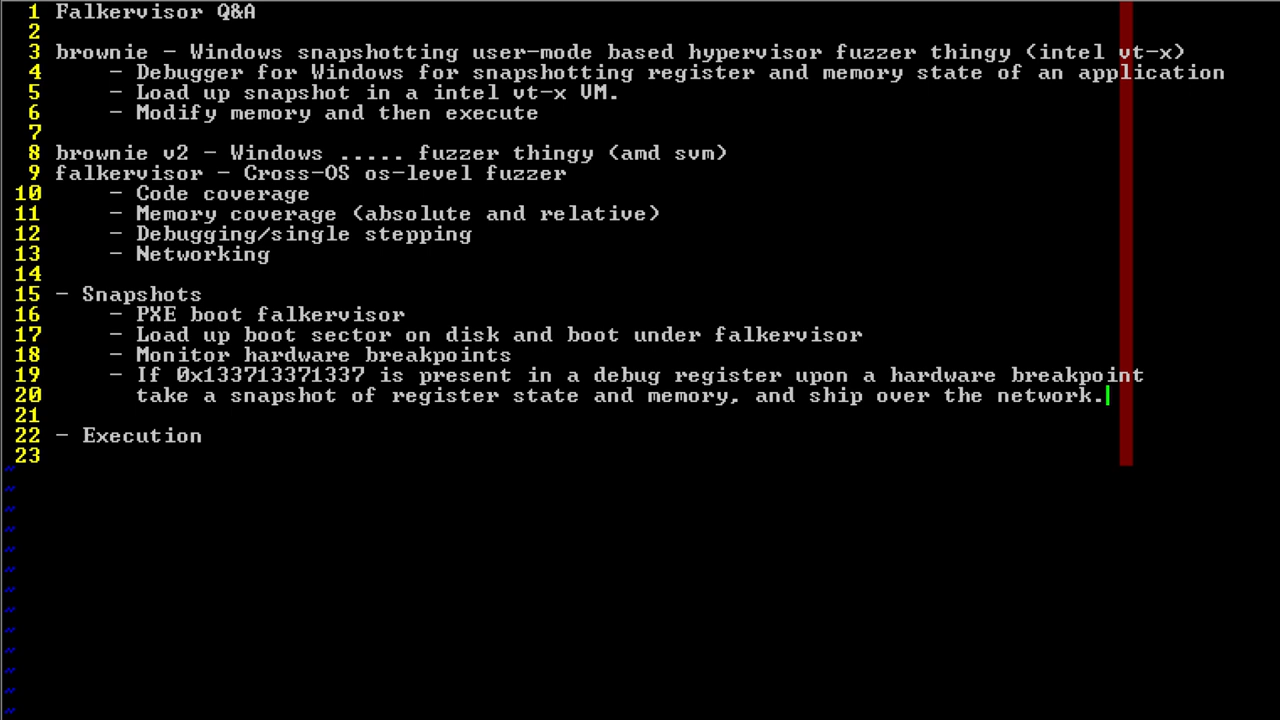 1 Falkervisor Q&A
2
3 brownie - Windows snapshotting user-mode based hypervisor fuzzer thingy (intel vt-x)
4 - Debugger for Windows for snapshotting register and memory state of an application
5 - Load up snapshot in a intel vt-x VM.
6 - Modify memory and then execute
7
8 brownie v2 - Windows ..... fuzzer thingy (amd svm)
9 falkervisor - Cross-OS os-level fuzzer
10 - Code coverage
11 - Memory coverage (absolute and relative)
12 - Debugging/single stepping
13 - Networking
14
15 - Snapshots
16 - PXE boot falkervisor
17 - Load up boot sector on disk and boot under falkervisor
18 - Monitor hardware breakpoints
19 - If 0x133713371337 is present in a debug register upon a hardware breakpoint
20 take a snapshot of register state and memory, and ship over the network.
21
22 - Execution
23
~
~
~
~
~
~
~
~
~
~
~
~
~